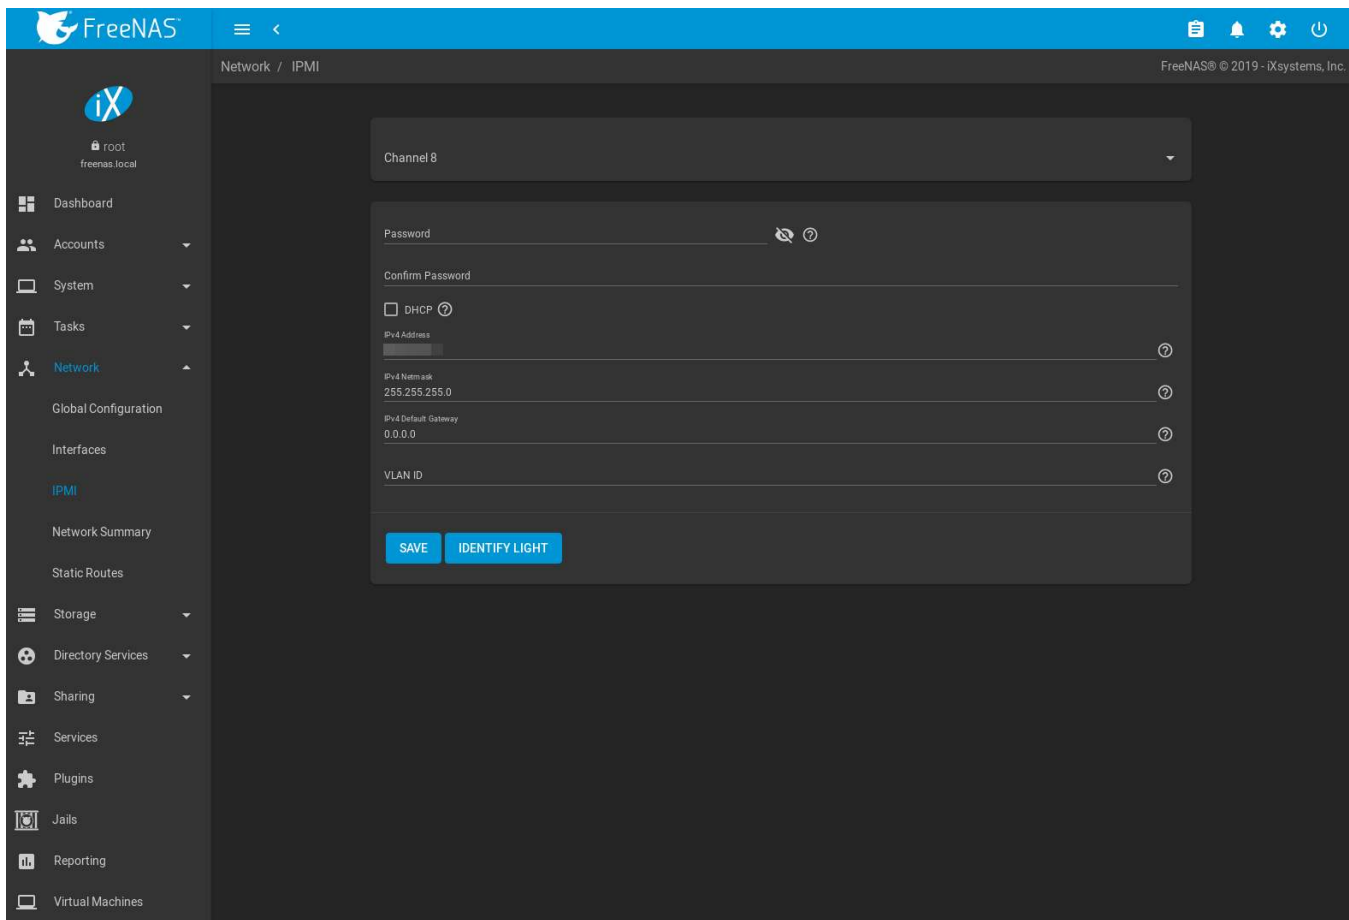 FreeNAS™
Network / IPMI
FreeNAS® © 2019 - iXsystems, Inc.
iX
root
freenas.local
Dashboard
Accounts
System
Tasks
Network
Global Configuration
Interfaces
IPMI
Network Summary
Static Routes
Storage
Directory Services
Sharing
Services
Plugins
Jails
Reporting
Virtual Machines
Channel 8
Password
Confirm Password
DHCP
IPv4 Address
IPv4 Netmask
255.255.255.0
IPv4 Default Gateway
0.0.0.0
VLAN ID
SAVE
IDENTIFY LIGHT